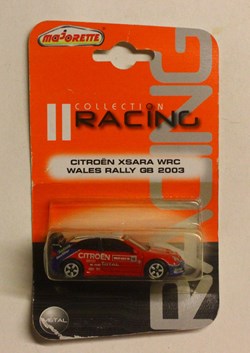 majorette
COLLECTION
RACING
CITROËN XSARA WRC
WALES RALLY GB 2003
RACING
CITROËN
METAL